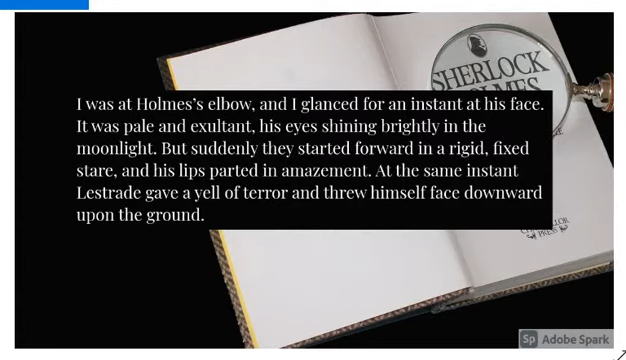 SHERLOCK
HOLMES
I was at Holmes’s elbow, and I glanced for an instant at his face.
It was pale and exultant, his eyes shining brightly in the
moonlight. But suddenly they started forward in a rigid, fixed
stare, and his lips parted in amazement. At the same instant
Lestrade gave a yell of terror and threw himself face downward
upon the ground.
PRESS
Sp Adobe Spark